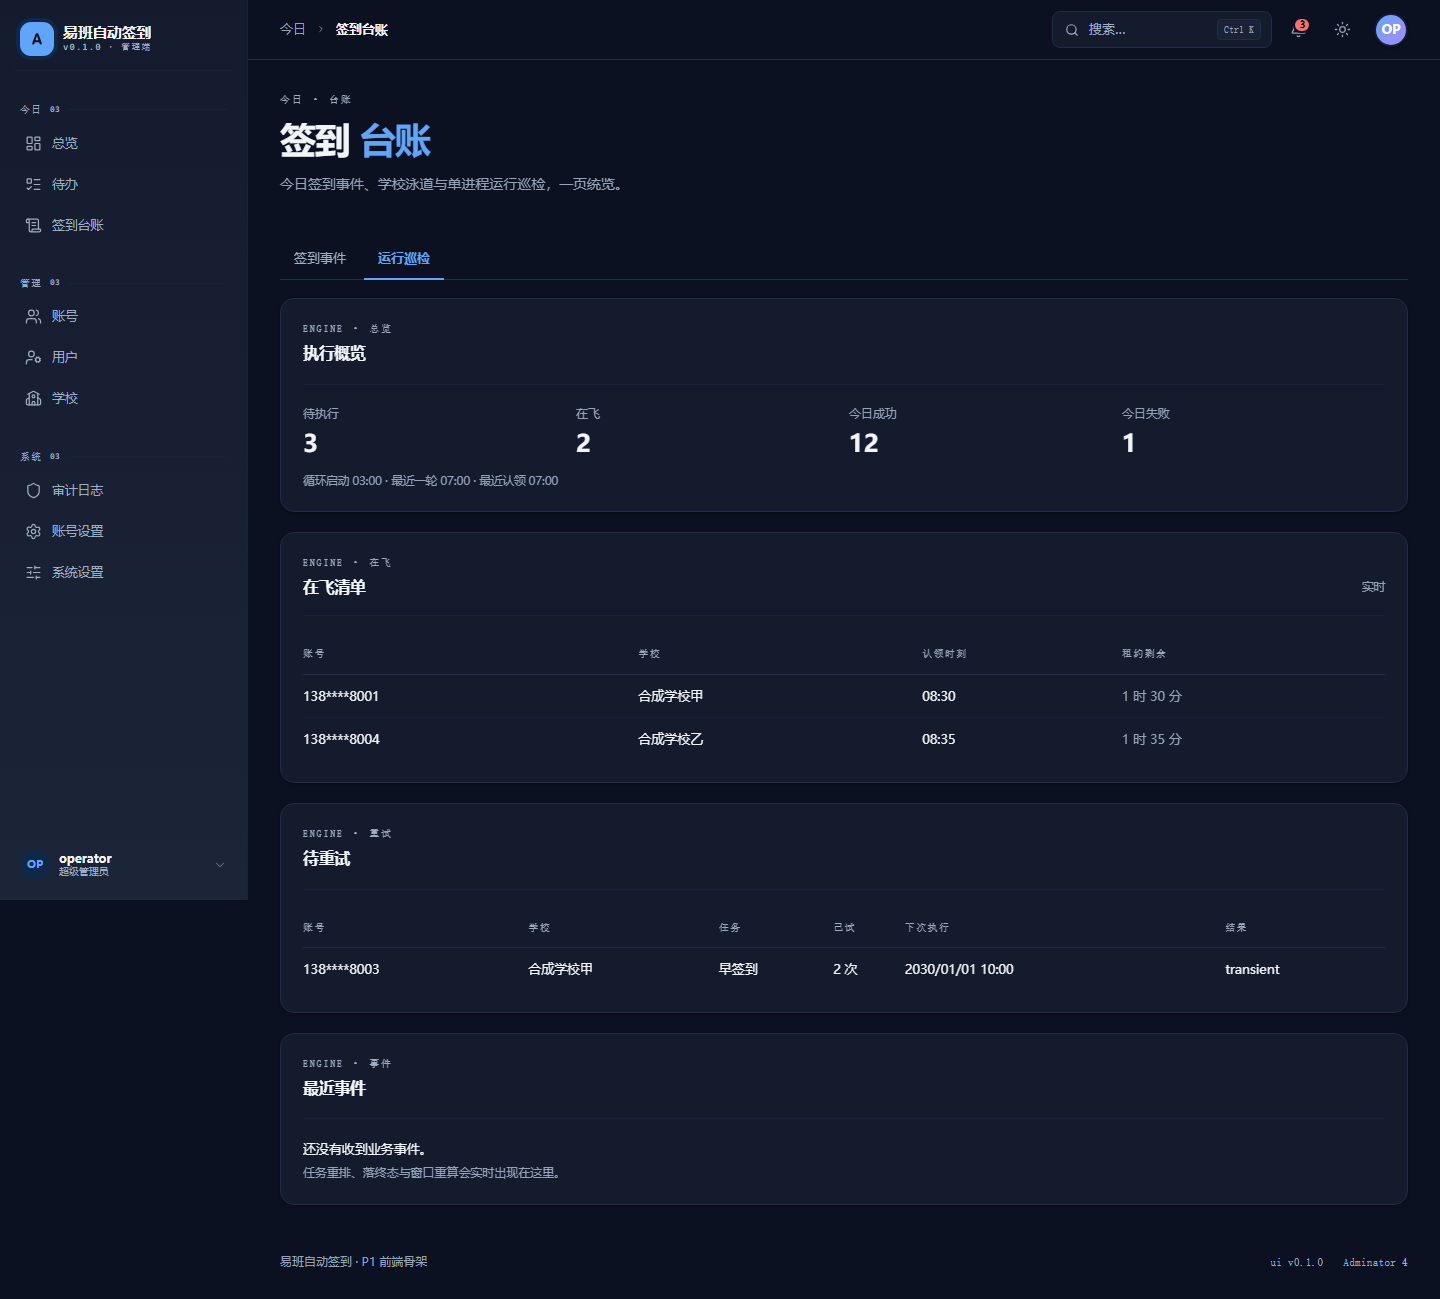 A
易班自动签到
v0.1.0 · 管理端
今日 03
总览
待办
签到台账
管理 03
账号
用户
学校
系统 03
审计日志
账号设置
系统设置
OP
operator
超级管理员
今日 › 签到台账
搜索...
Ctrl K
3
OP
今日 · 台账
签到 台账
今日签到事件、学校泳道与单进程运行巡检，一页统览。
签到事件
运行巡检
ENGINE · 总览
执行概览
待执行 在飞 今日成功 今日失败
3 2 12 1
循环启动 03:00 · 最近一轮 07:00 · 最近认领 07:00
ENGINE · 在飞
在飞清单
实时
账号 学校 认领时刻 租约剩余
138****8001 合成学校甲 08:30 1 时 30 分
138****8004 合成学校乙 08:35 1 时 35 分
ENGINE · 重试
待重试
账号 学校 任务 已试 下次执行 结果
138****8003 合成学校甲 早签到 2 次 2030/01/01 10:00 transient
ENGINE · 事件
最近事件
还没有收到业务事件。
任务重排、落终态与窗口重算会实时出现在这里。
易班自动签到 · P1 前端骨架
ui v0.1.0 Adminator 4